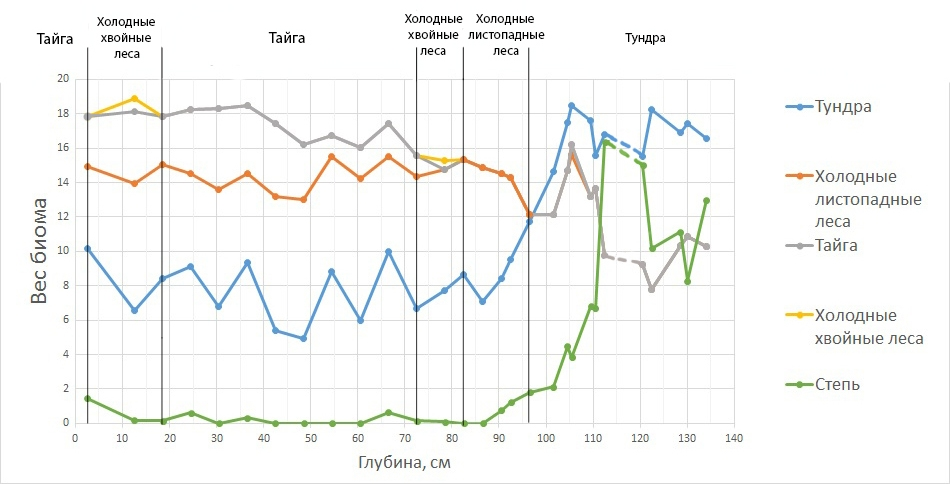 Тайга
Холодные
хвойные
леса
Тайга
Холодные
хвойные
леса
Холодные
листопадные
леса
Тундра
20
18
16
14
12
10
8
6
4
2
0
Вес биома
0 10 20 30 40 50 60 70 80 90 100 110 120 130 140
Глубина, см
Тундра
Холодные
листопадные
леса
Тайга
Холодные
хвойные леса
Степь